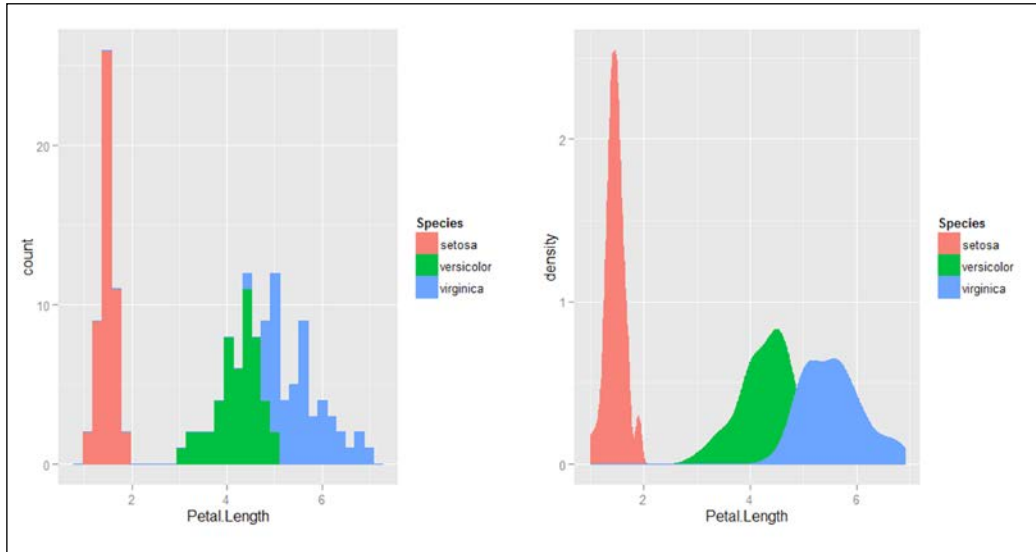 count
20
10
0
2
4
6
Petal.Length
Species
setosa
versicolor
virginica
density
2
1
0
2
4
6
Petal.Length
Species
setosa
versicolor
virginica